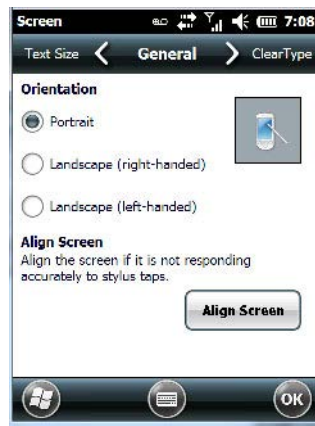 Screen 7:08
Text Size General ClearType
Orientation
Portrait
Landscape (right-handed)
Landscape (left-handed)
Align Screen
Align the screen if it is not responding
accurately to stylus taps.
Align Screen
OK